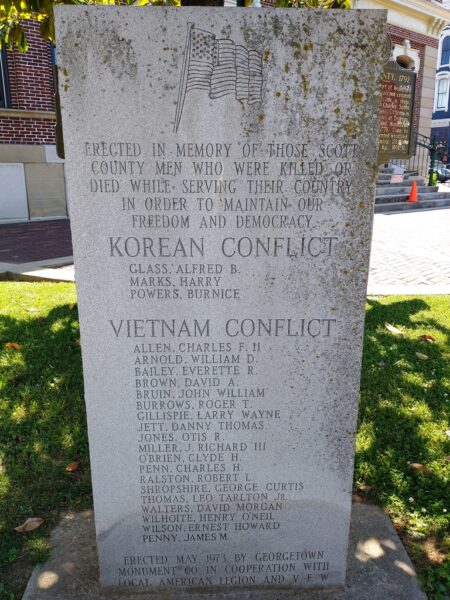 ERECTED IN MEMORY OF THOSE SCOTT
COUNTY MEN WHO WERE KILLED OR
DIED WHILE SERVING THEIR COUNTRY
IN ORDER TO MAINTAIN OUR
FREEDOM AND DEMOCRACY
KOREAN CONFLICT
GLASS, ALFRED B.
MARKS, HARRY
POWERS, BURNICE
VIETNAM CONFLICT
ALLEN, CHARLES F. H
ARNOLD, WILLIAM D.
BAILEY, EVERETTE R.
BROWN, DAVID A.
BRUIN, JOHN WILLIAM
BURROWS, ROGER T.
GILLISPIE, LARRY WAYNE
JETT, DANNY THOMAS
JONES, OTIS R.
MILLER, J. RICHARD III
O'BRIEN, CLYDE H.
PENN, CHARLES H.
RALSTON, ROBERT L.
SHROPSHIRE, GEORGE CURTIS
THOMAS, LEO TARLTON JR.
WALTERS, DAVID MORGAN
WILHOITE, HENRY O'NEIL
WILSON, ERNEST HOWARD
PENNY, JAMES M.
ERECTED MAY, 1973, BY GEORGETOWN
MONUMENT CO. IN COOPERATION WITH
LOCAL AMERICAN LEGION AND V.F.W.
TY, 1792